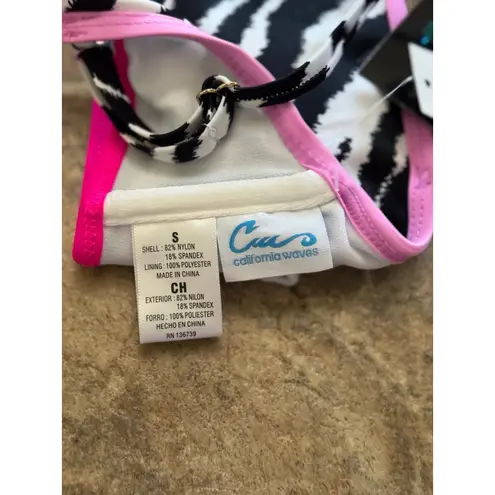 S
SHELL : 82% NYLON
18% SPANDEX
LINING : 100% POLYESTER
MADE IN CHINA
CH
EXTERIOR : 82% NILON
18% SPANDEX
FORRO : 100% POLIESTER
HECHO EN CHINA
RN 136739
california waves